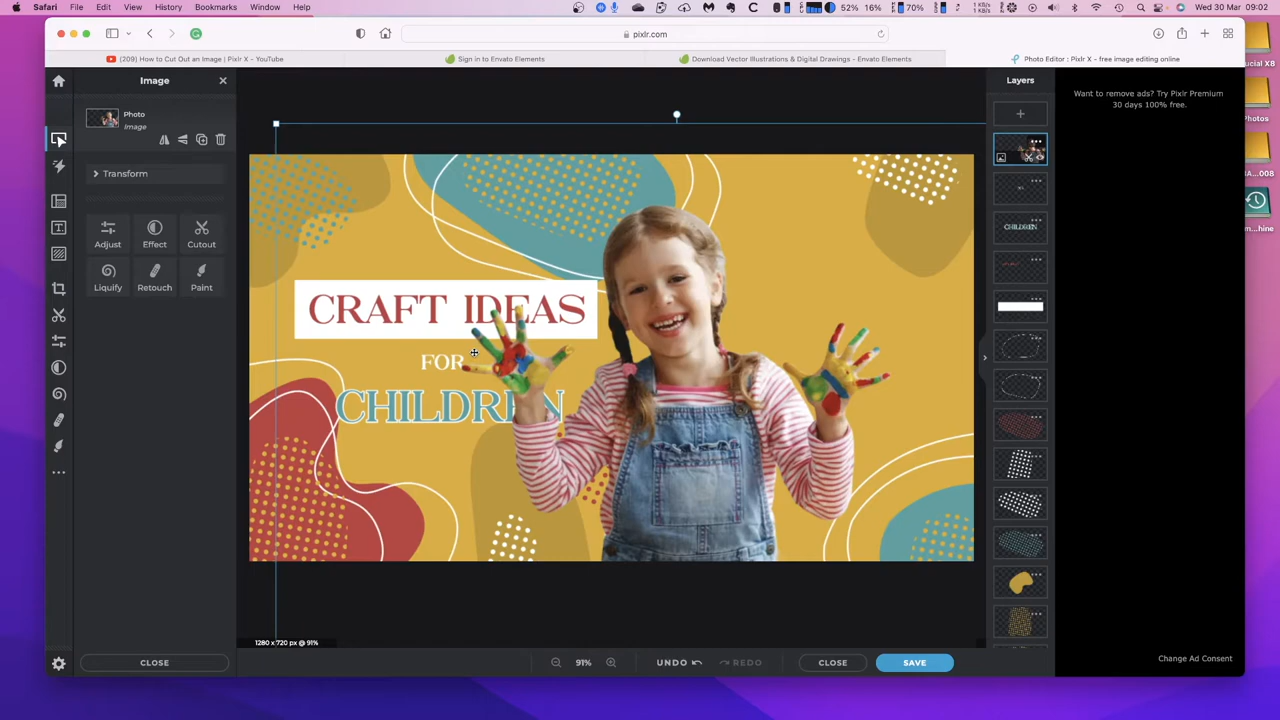 Safari File Edit View History Bookmarks Window Help
52% 16% 70% Wed 30 Mar 09:02
pixlr.com
(209) How to Cut Out an Image | Pixlr X - YouTube
Sign in to Envato Elements
Download Vector Illustrations & Digital Drawings - Envato Elements
Photo Editor : Pixlr X - free image editing online
Image
Photo
Image
Transform
Adjust Effect Cutout
Liquify Retouch Paint
CLOSE
CRAFT IDEAS
FOR
CHILDREN
1280 x 720 px @ 91%
91% UNDO REDO CLOSE SAVE
Layers
CHILDREN
Want to remove ads? Try Pixlr Premium
30 days 100% free.
Change Ad Consent
ucial X8
Photos